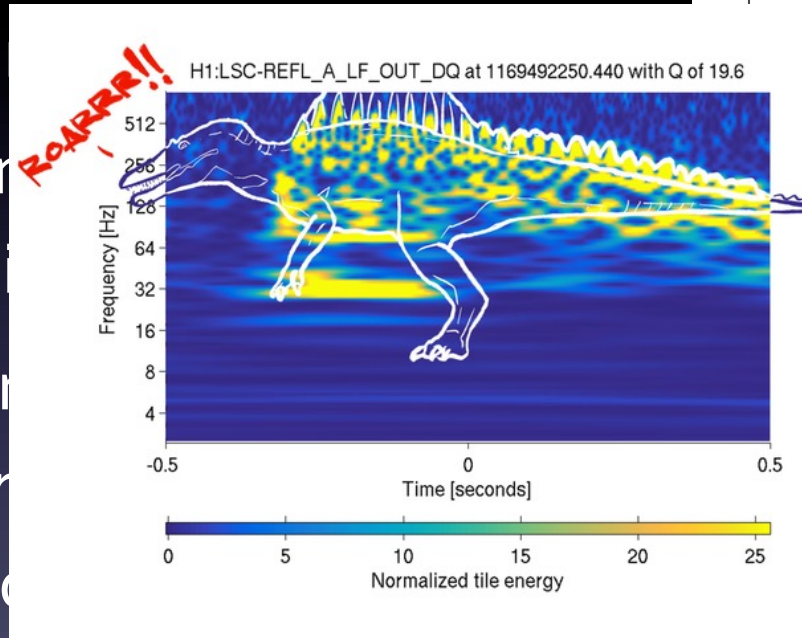 ROARRR!!
H1:LSC-REFL_A_LF_OUT_DQ at 1169492250.440 with Q of 19.6
Frequency [Hz]
512
256
128
64
32
16
8
4
-0.5 0 0.5
Time [seconds]
0 5 10 15 20 25
Normalized tile energy